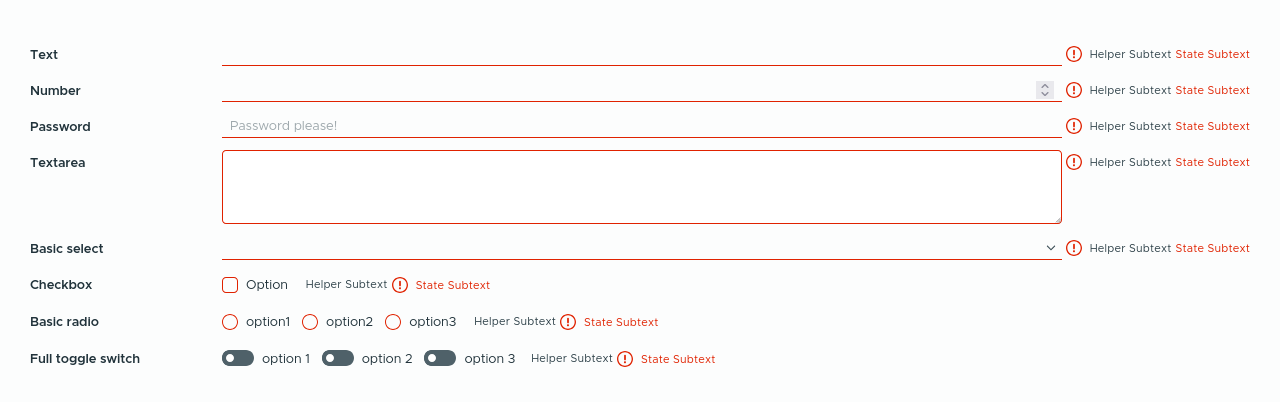 Text Helper Subtext State Subtext
Number Helper Subtext State Subtext
Password Password please! Helper Subtext State Subtext
Textarea Helper Subtext State Subtext
Basic select Helper Subtext State Subtext
Checkbox Option Helper Subtext State Subtext
Basic radio option1 option2 option3 Helper Subtext State Subtext
Full toggle switch option 1 option 2 option 3 Helper Subtext State Subtext